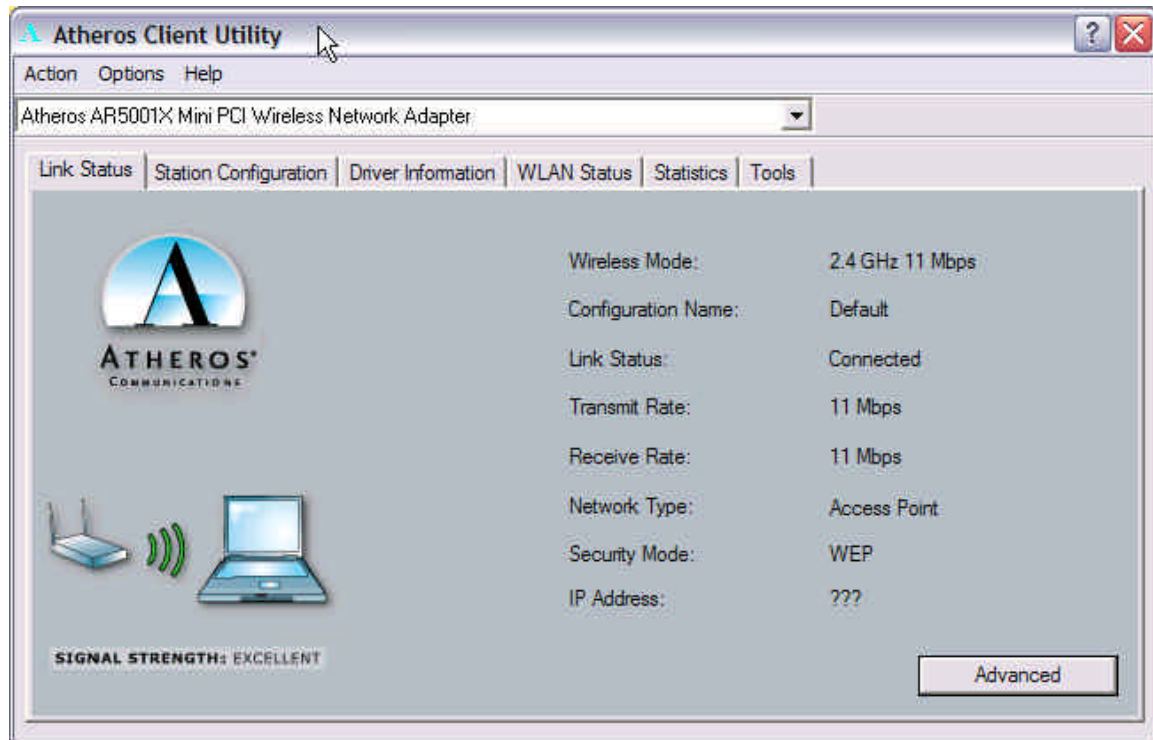 Atheros Client Utility
Action Options Help
Atheros AR5001X Mini PCI Wireless Network Adapter
Link Status Station Configuration Driver Information WLAN Status Statistics Tools
ATHEROS®
COMMUNICATIONS
Wireless Mode: 2.4 GHz 11 Mbps
Configuration Name: Default
Link Status: Connected
Transmit Rate: 11 Mbps
Receive Rate: 11 Mbps
Network Type: Access Point
Security Mode: WEP
IP Address: ???
SIGNAL STRENGTH: EXCELLENT
Advanced